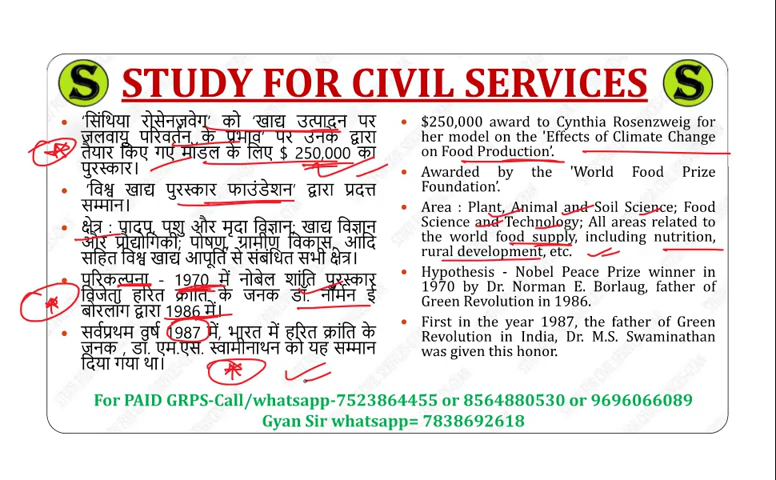 S STUDY FOR CIVIL SERVICES S
• 'सिंथिया रोसेनज़वेग' को 'खाद्य उत्पादन पर
जलवायु परिवर्तन के प्रभाव' पर उनके द्वारा
तैयार किए गए मॉडल के लिए $ 250,000 का
पुरस्कार।
• 'विश्व खाद्य पुरस्कार फाउंडेशन' द्वारा प्रदत्त
सम्मान।
• क्षेत्र : पादप, पशु और मृदा विज्ञान; खाद्य विज्ञान
और प्रौद्योगिकी; पोषण, ग्रामीण विकास, आदि
सहित विश्व खाद्य आपूर्ति से संबंधित सभी क्षेत्र।
• परिकल्पना - 1970 में नोबेल शांति पुरस्कार
विजेता हरित क्रांति के जनक डॉ. नॉर्मन ई
बोरलॉग द्वारा 1986 में।
• सर्वप्रथम वर्ष 1987 में, भारत में हरित क्रांति के
जनक , डॉ. एम.एस. स्वामीनाथन को यह सम्मान
दिया गया था।
• $250,000 award to Cynthia Rosenzweig for
her model on the 'Effects of Climate Change
on Food Production'.
• Awarded by the 'World Food Prize
Foundation'.
• Area : Plant, Animal and Soil Science; Food
Science and Technology; All areas related to
the world food supply, including nutrition,
rural development, etc.
• Hypothesis - Nobel Peace Prize winner in
1970 by Dr. Norman E. Borlaug, father of
Green Revolution in 1986.
• First in the year 1987, the father of Green
Revolution in India, Dr. M.S. Swaminathan
was given this honor.
For PAID GRPS-Call/whatsapp-7523864455 or 8564880530 or 9696066089
Gyan Sir whatsapp= 7838692618